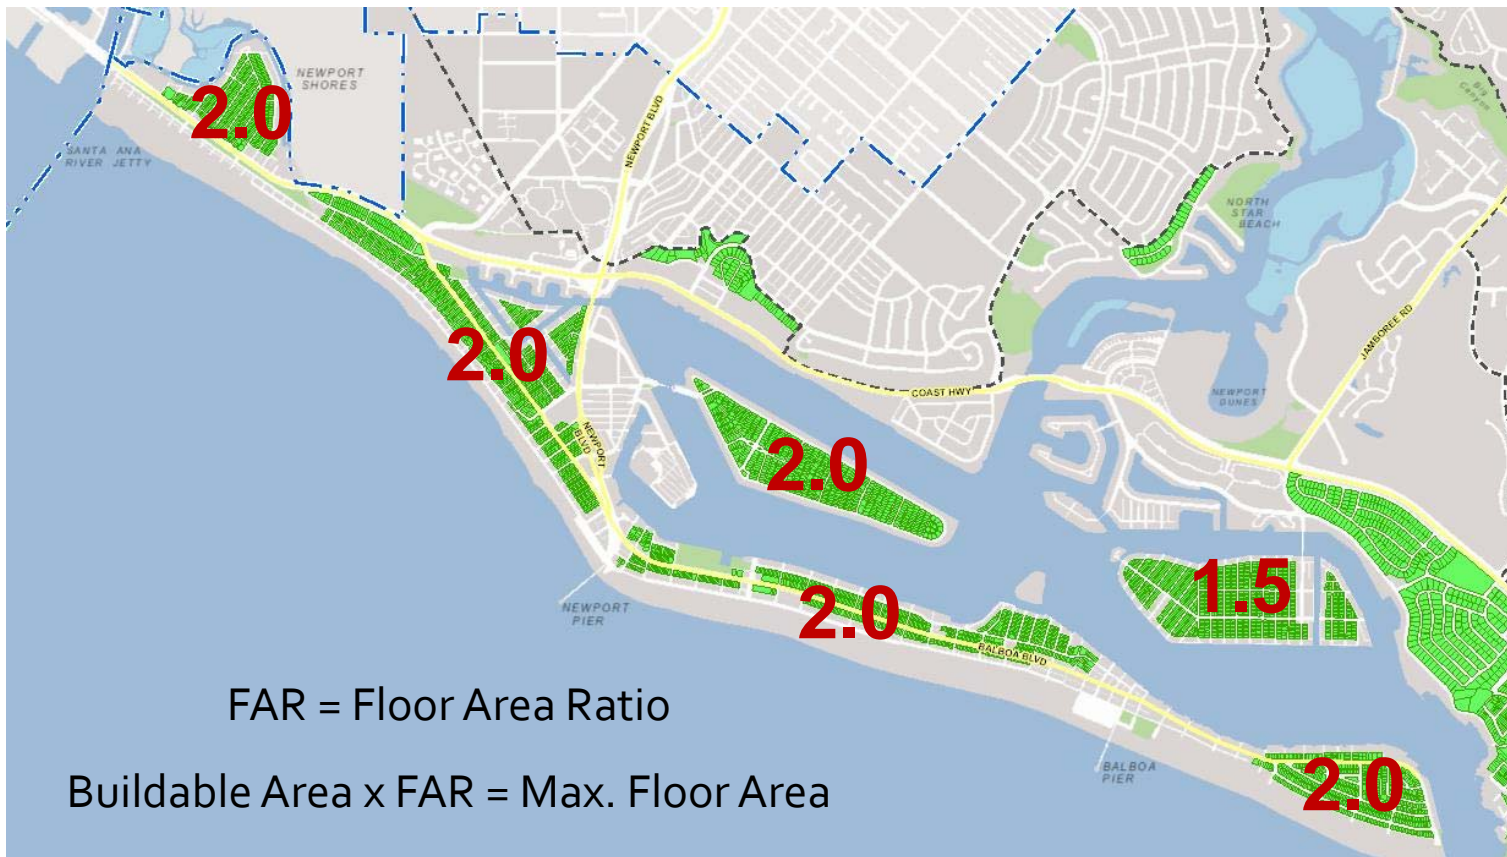 NEWPORT
SHORES
2.0
SANTA ANA
RIVER JETTY
NEWPORT BLVD
Big
Canyon
NORTH
STAR
BEACH
JAMBOREE RD
2.0
COAST HWY
NEWPORT
DUNES
NEWPORT
BLVD
2.0
1.5
NEWPORT
PIER
2.0
BALBOA BLVD
FAR = Floor Area Ratio
BALBOA
PIER
2.0
Buildable Area x FAR = Max. Floor Area